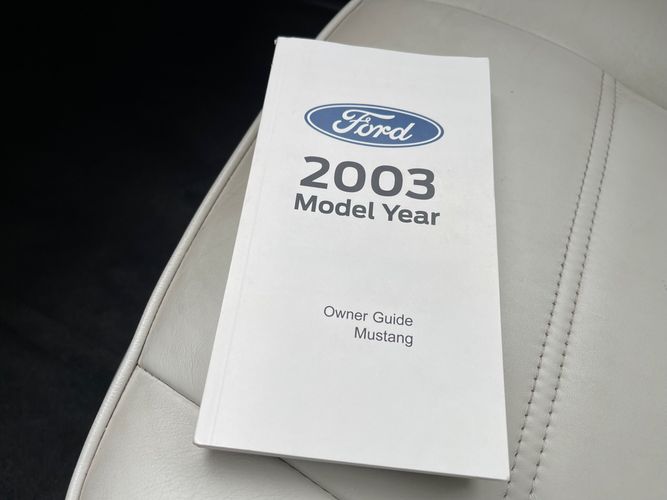 Ford
2003
Model Year
Owner Guide
Mustang